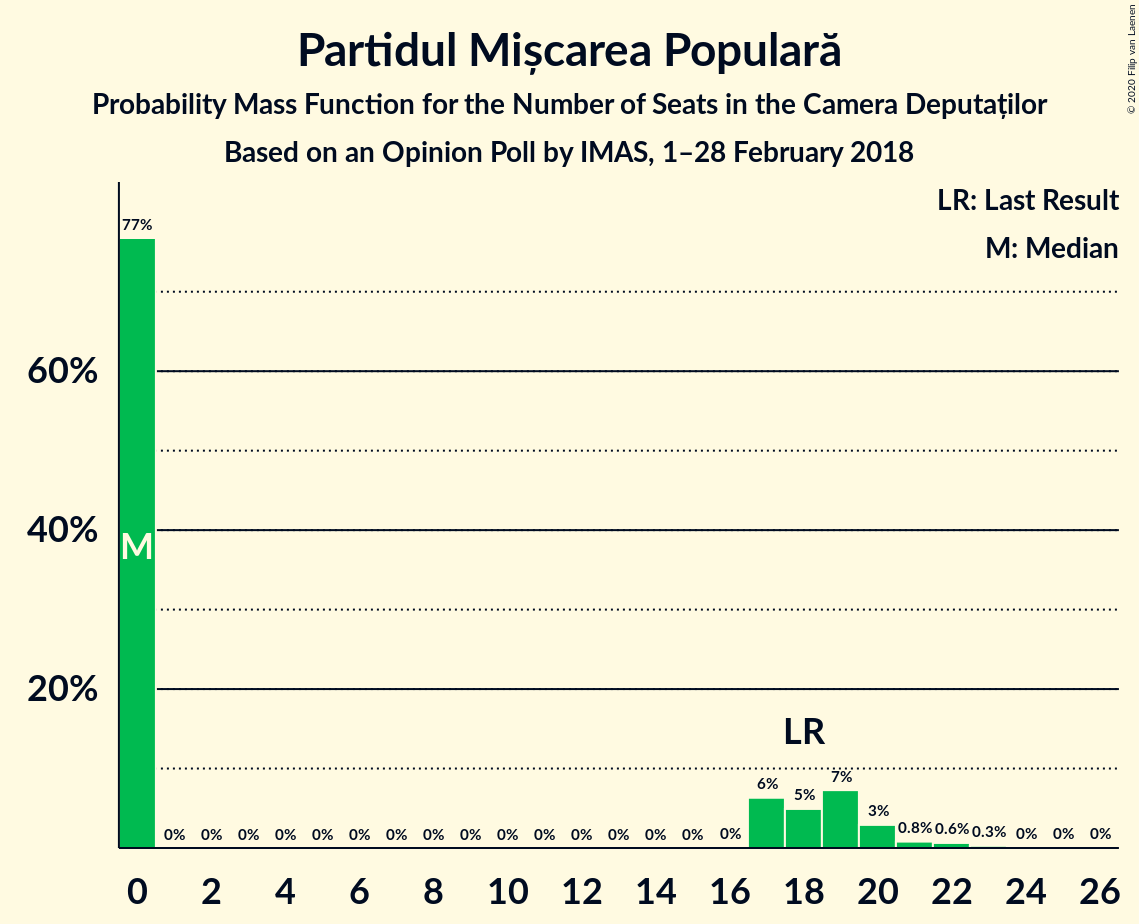 Partidul Mișcarea Populară
Probability Mass Function for the Number of Seats in the Camera Deputaților
Based on an Opinion Poll by IMAS, 1–28 February 2018
© 2020 Filip van Laenen
LR: Last Result
M: Median
77%
60%
40%
M
20%
LR
0% 0% 0% 0% 0% 0% 0% 0% 0% 0% 0% 0% 0% 0% 0% 0% 6% 5% 7% 3% 0.8% 0.6% 0.3% 0% 0% 0%
0 2 4 6 8 10 12 14 16 18 20 22 24 26